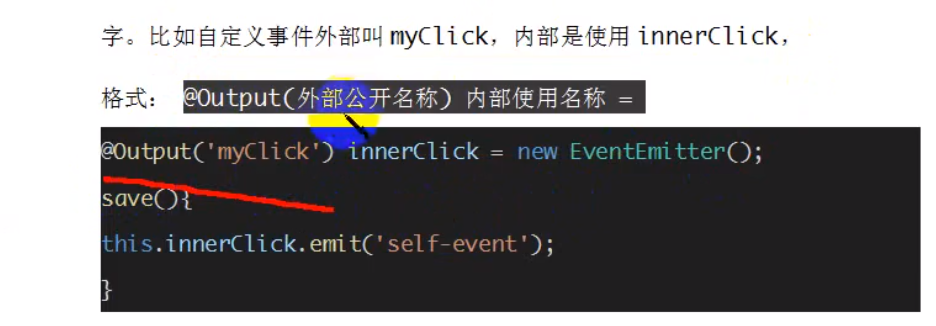 字。比如自定义事件外部叫 myClick，内部是使用 innerClick，
格式： @Output(外部公开名称) 内部使用名称 =
@Output('myClick') innerClick = new EventEmitter();
save(){
this.innerClick.emit('self-event');
}